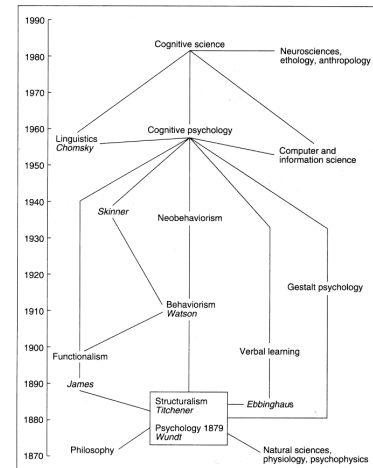 1990
Cognitive science
1980
Neurosciences,
ethology, anthropology
1970
1960
Cognitive psychology
Linguistics
Chomsky
Computer and
information science
1950
1940
Skinner
Neobehaviorism
1930
1920
Gestalt psychology
1910
Behaviorism
Watson
1900
Functionalism
Verbal learning
1890
James
Structuralism
Titchener
Ebbinghaus
1880
Psychology 1879
Wundt
Philosophy
Natural sciences,
physiology, psychophysics
1870